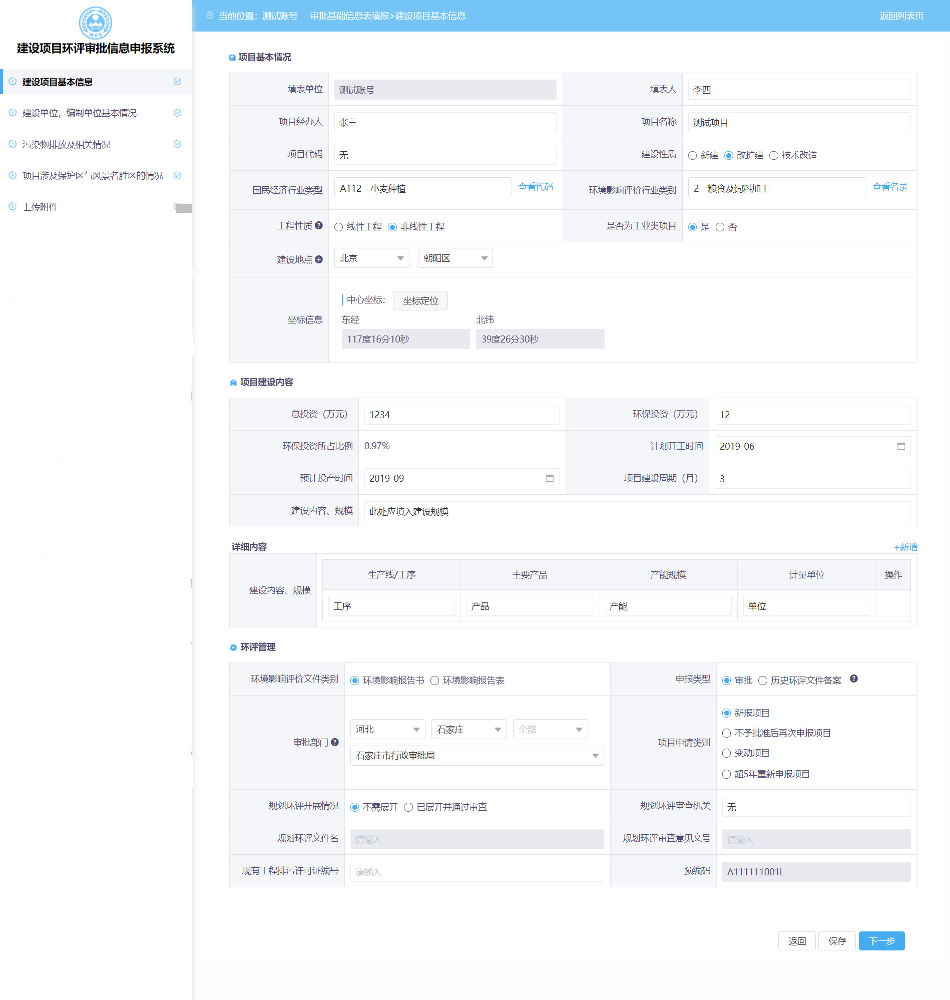 MEE
建设项目环评审批信息申报系统
1 建设项目基本信息
2 建设单位，编制单位基本情况
3 污染物排放及相关情况
4 项目涉及保护区与风景名胜区的情况
5 上传附件
当前位置：测试账号 审批基础信息表填报>建设项目基本信息 返回列表页
项目基本情况
填表单位 测试账号 填表人 李四
项目经办人 张三 项目名称 测试项目
项目代码 无 建设性质 新建 改扩建 技术改造
国民经济行业类型 A112 - 小麦种植 查看代码 环境影响评价行业类别 2 - 粮食及饲料加工 查看名录
工程性质 ? 线性工程 非线性工程 是否为工业类项目 是 否
建设地点 + 北京 朝阳区
坐标信息
中心坐标： 坐标定位
东经 北纬
117度16分10秒 39度26分30秒
项目建设内容
总投资（万元） 1234 环保投资（万元） 12
环保投资所占比例 0.97% 计划开工时间 2019-06
预计投产时间 2019-09 项目建设周期（月） 3
建设内容、规模 此处应填入建设规模
详细内容 +新增
建设内容、规模
生产线/工序 主要产品 产能规模 计量单位 操作
工序 产品 产能 单位
环评管理
环境影响评价文件类别 环境影响报告书 环境影响报告表 申报类型 审批 历史环评文件备案 ?
审批部门 ? 河北 石家庄 全部
石家庄市行政审批局
项目申请类别 新报项目
不予批准后再次申报项目
变动项目
超5年重新申报项目
规划环评开展情况 不需展开 已展开并通过审查 规划环评审查机关 无
规划环评文件名 请输入 规划环评审查意见文号 请输入
现有工程排污许可证编号 请输入 预编码 A111111001L
返回 保存 下一步